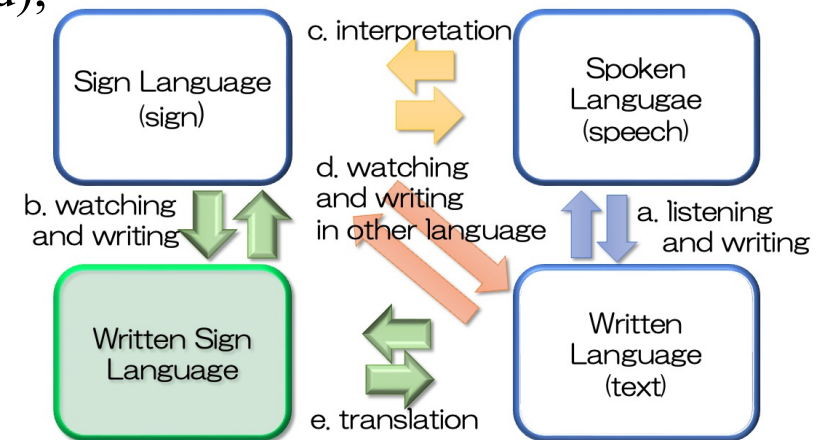 Sign Language
(sign)
c. interpretation
Spoken
Langugae
(speech)
d. watching
and writing
in other language
b. watching
and writing
a. listening
and writing
Written Sign
Language
Written
Language
(text)
e. translation